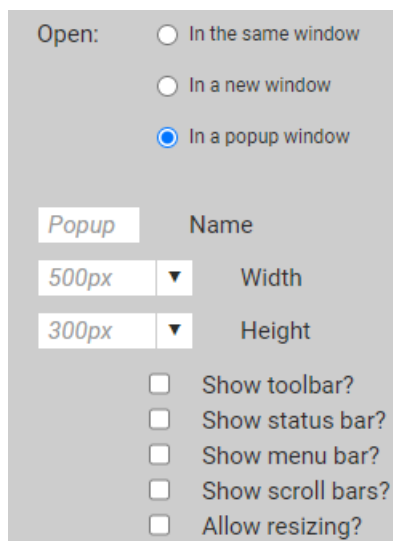 Open: In the same window
In a new window
In a popup window
Popup Name
500px Width
300px Height
Show toolbar?
Show status bar?
Show menu bar?
Show scroll bars?
Allow resizing?